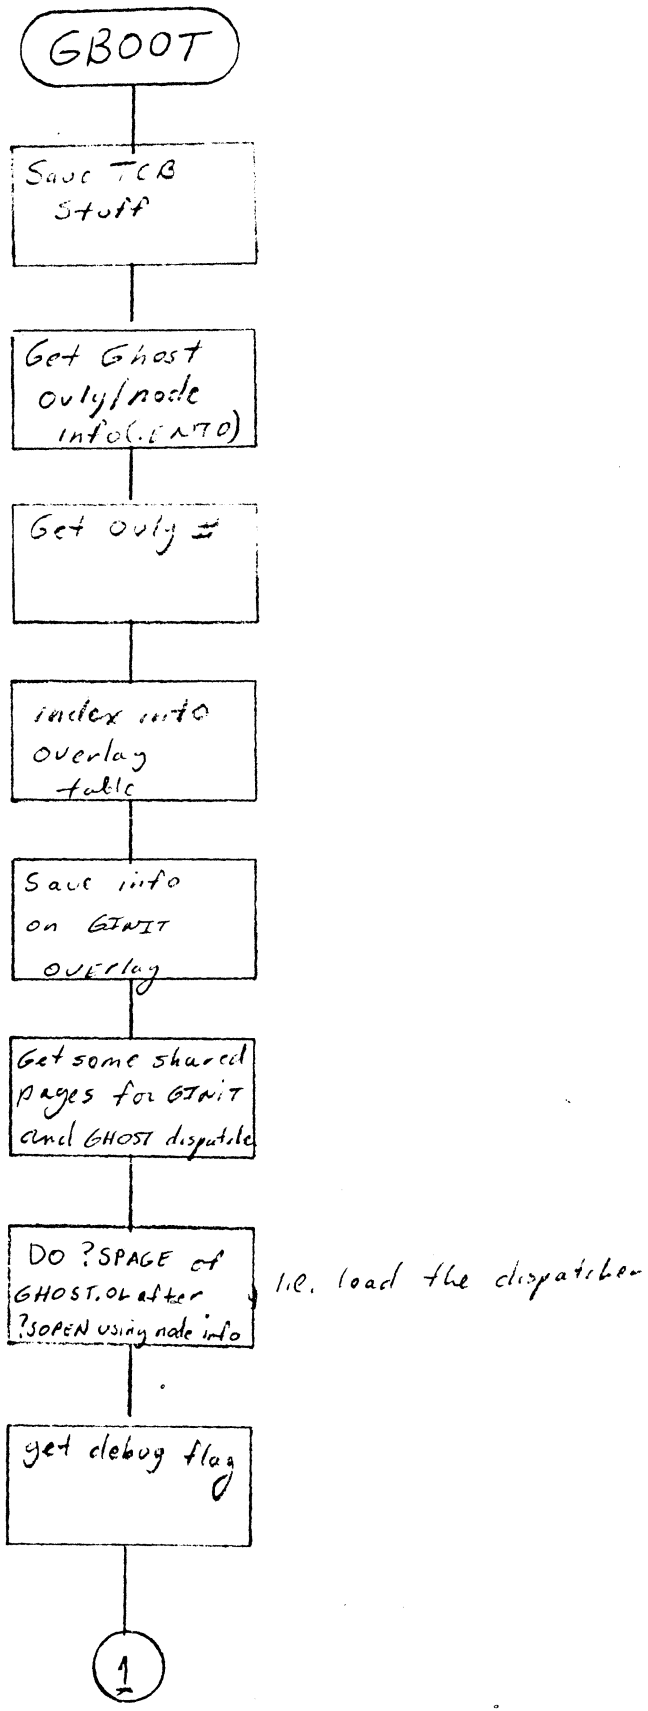 GBOOT
Save TCB
Stuff
Get Ghost
ovly/node
info(.ENTO)
Get ovly #
index into
overlay
table
Save info
on GINIT
overlay
Get some shared
pages for GINIT
and GHOST dispatche
DO ?SPAGE of
GHOST.OL after
?SOPEN using node info
i.e. load the dispatcher
get debug flag
1